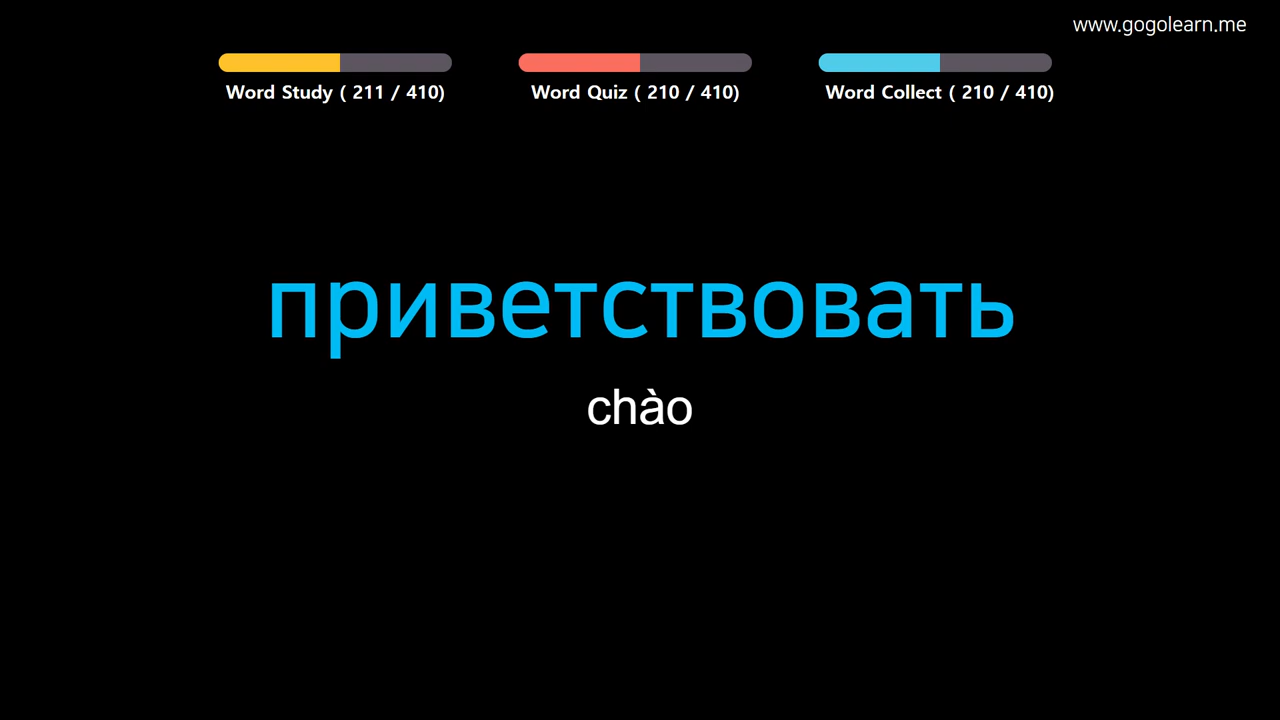 www.gogolearn.me
Word Study ( 211 / 410)
Word Quiz ( 210 / 410)
Word Collect ( 210 / 410)
приветствовать
chào